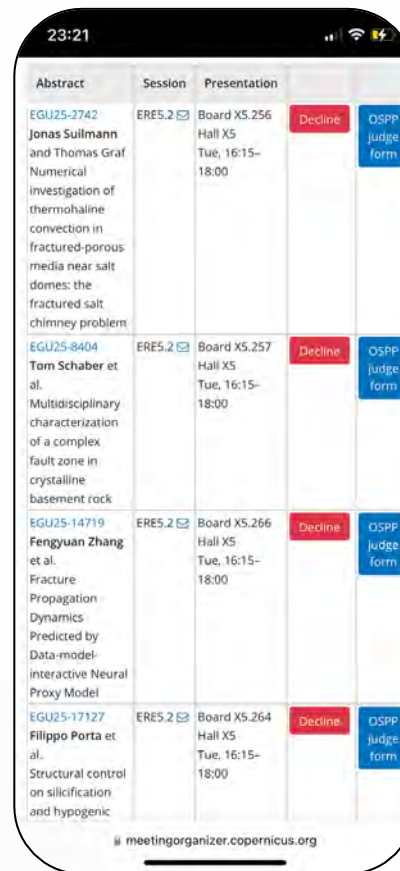 23:21
Abstract Session Presentation
EGU25-2742 ERE5.2 Board X5.256 Decline OSPP
Jonas Suilmann Hall X5 judge
and Thomas Graf Tue, 16:15– form
Numerical 18:00
investigation of
thermohaline
convection in
fractured-porous
media near salt
domes: the
fractured salt
chimney problem
EGU25-8404 ERE5.2 Board X5.257 Decline OSPP
Tom Schaber et Hall X5 judge
al. Tue, 16:15– form
Multidisciplinary 18:00
characterization
of a complex
fault zone in
crystalline
basement rock
EGU25-14719 ERE5.2 Board X5.266 Decline OSPP
Fengyuan Zhang Hall X5 judge
et al. Tue, 16:15– form
Fracture 18:00
Propagation
Dynamics
Predicted by
Data-model-
interactive Neural
Proxy Model
EGU25-17127 ERE5.2 Board X5.264 Decline OSPP
Filippo Porta et Hall X5 judge
al. Tue, 16:15– form
Structural control 18:00
on silicification
and hypogenic
meetingorganizer.copernicus.org